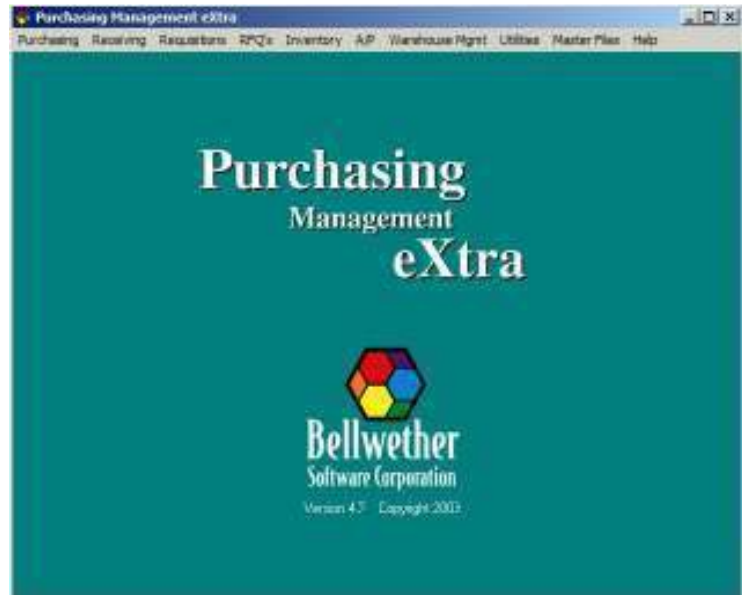 Purchasing Management eXtra
Purchasing Receiving Requisitions RFQ's Inventory A/P Warehouse Mgmt Utilities Master Files Help
Purchasing
Management
eXtra
Bellwether
Software Corporation
Version 4.7 Copyright 2003